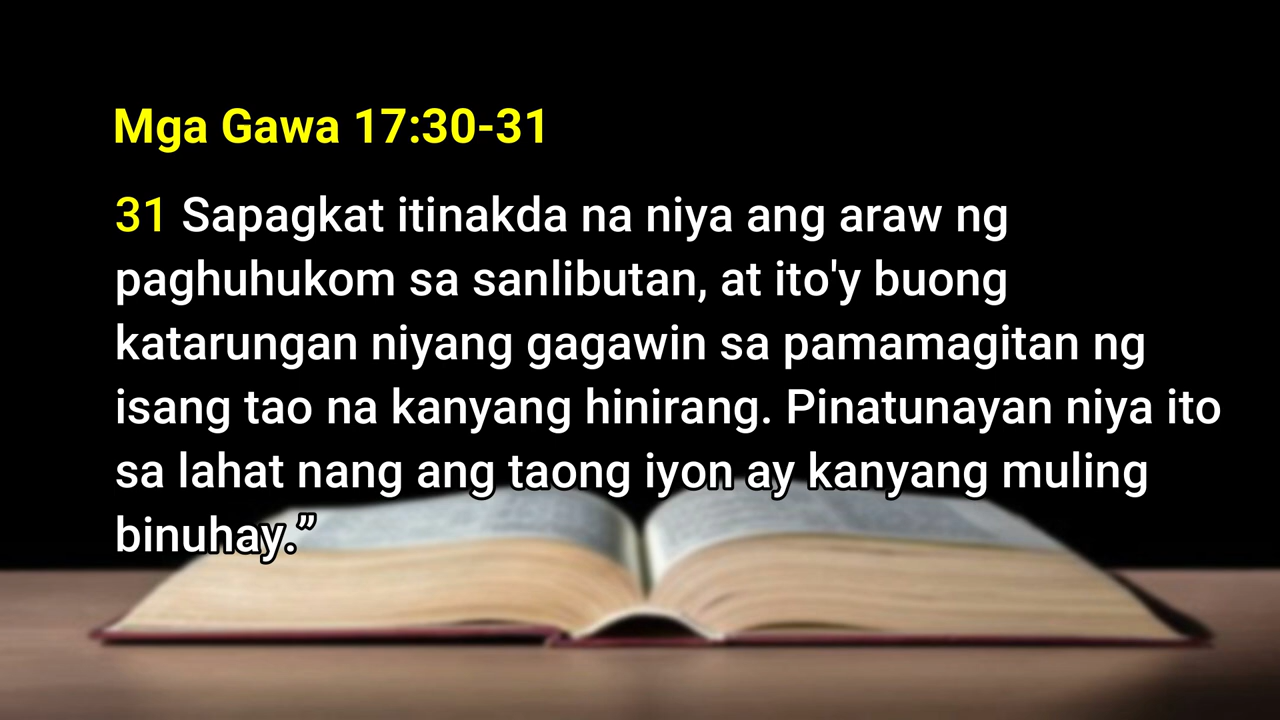 Mga Gawa 17:30-31
31 Sapagkat itinakda na niya ang araw ng
paghuhukom sa sanlibutan, at ito'y buong
katarungan niyang gagawin sa pamamagitan ng
isang tao na kanyang hinirang. Pinatunayan niya ito
sa lahat nang ang taong iyon ay kanyang muling
binuhay.”